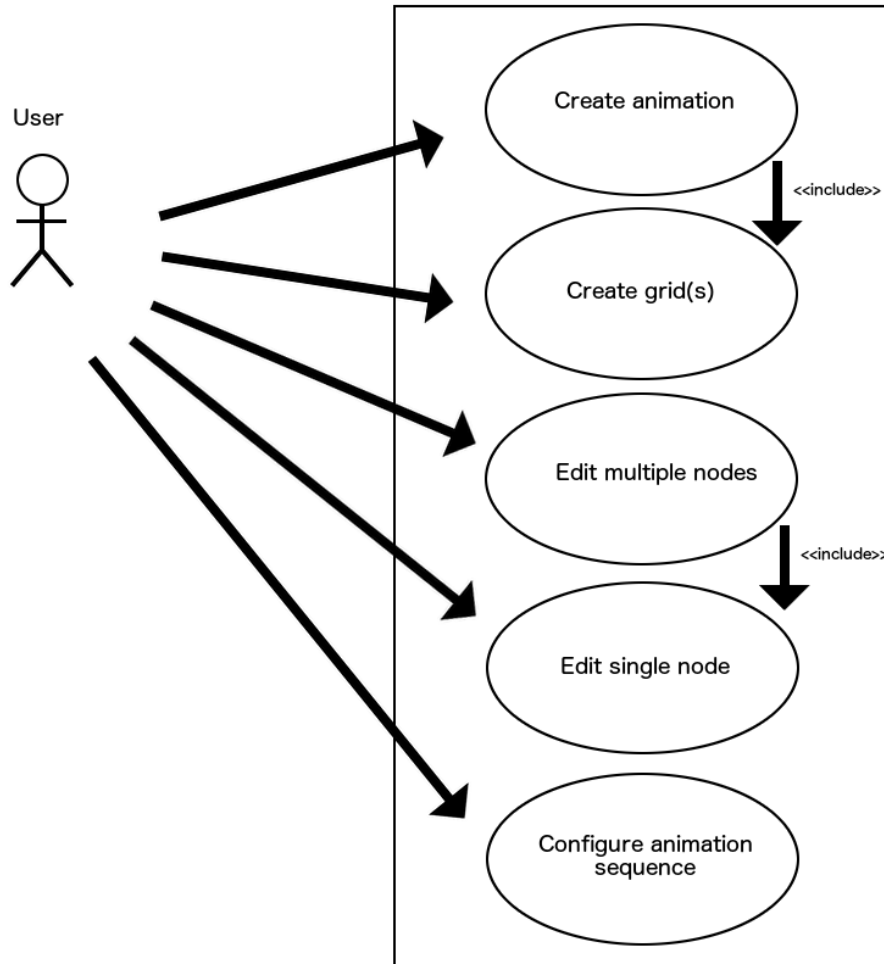 User
Create animation
<<include>>
Create grid(s)
Edit multiple nodes
<<include>>
Edit single node
Configure animation
sequence